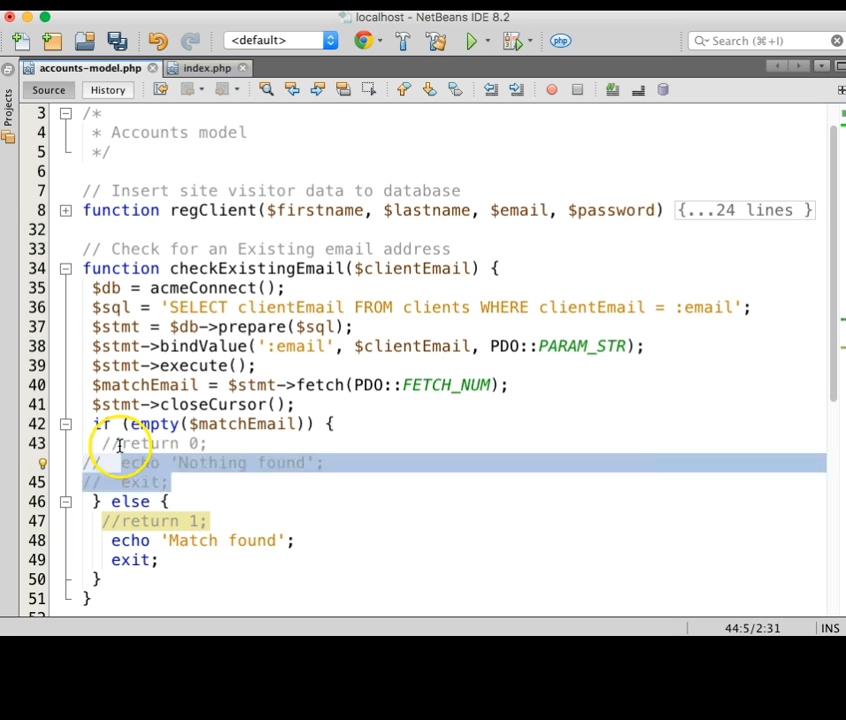 localhost - NetBeans IDE 8.2
<default>
php
Search (⌘+I)
accounts-model.php
index.php
Source
History
Projects
3 /*
4 * Accounts model
5 */
6
7 // Insert site visitor data to database
8 function regClient($firstname, $lastname, $email, $password) {...24 lines }
32
33 // Check for an Existing email address
34 function checkExistingEmail($clientEmail) {
35 $db = acmeConnect();
36 $sql = 'SELECT clientEmail FROM clients WHERE clientEmail = :email';
37 $stmt = $db->prepare($sql);
38 $stmt->bindValue(':email', $clientEmail, PDO::PARAM_STR);
39 $stmt->execute();
40 $matchEmail = $stmt->fetch(PDO::FETCH_NUM);
41 $stmt->closeCursor();
42 if (empty($matchEmail)) {
43 //return 0;
// echo 'Nothing found';
45 // exit;
46 } else {
47 //return 1;
48 echo 'Match found';
49 exit;
50 }
51 }
44:5/2:31
INS